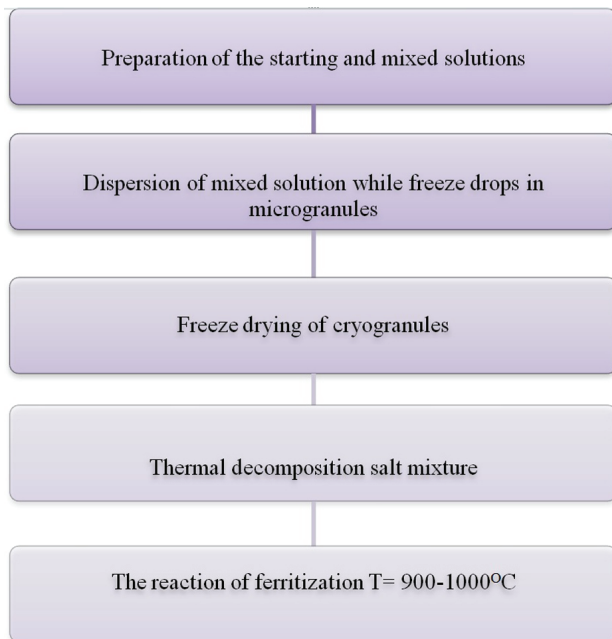 Preparation of the starting and mixed solutions
Dispersion of mixed solution while freeze drops in
microgranules
Freeze drying of cryogranules
Thermal decomposition salt mixture
The reaction of ferritization T= 900-1000⁰C